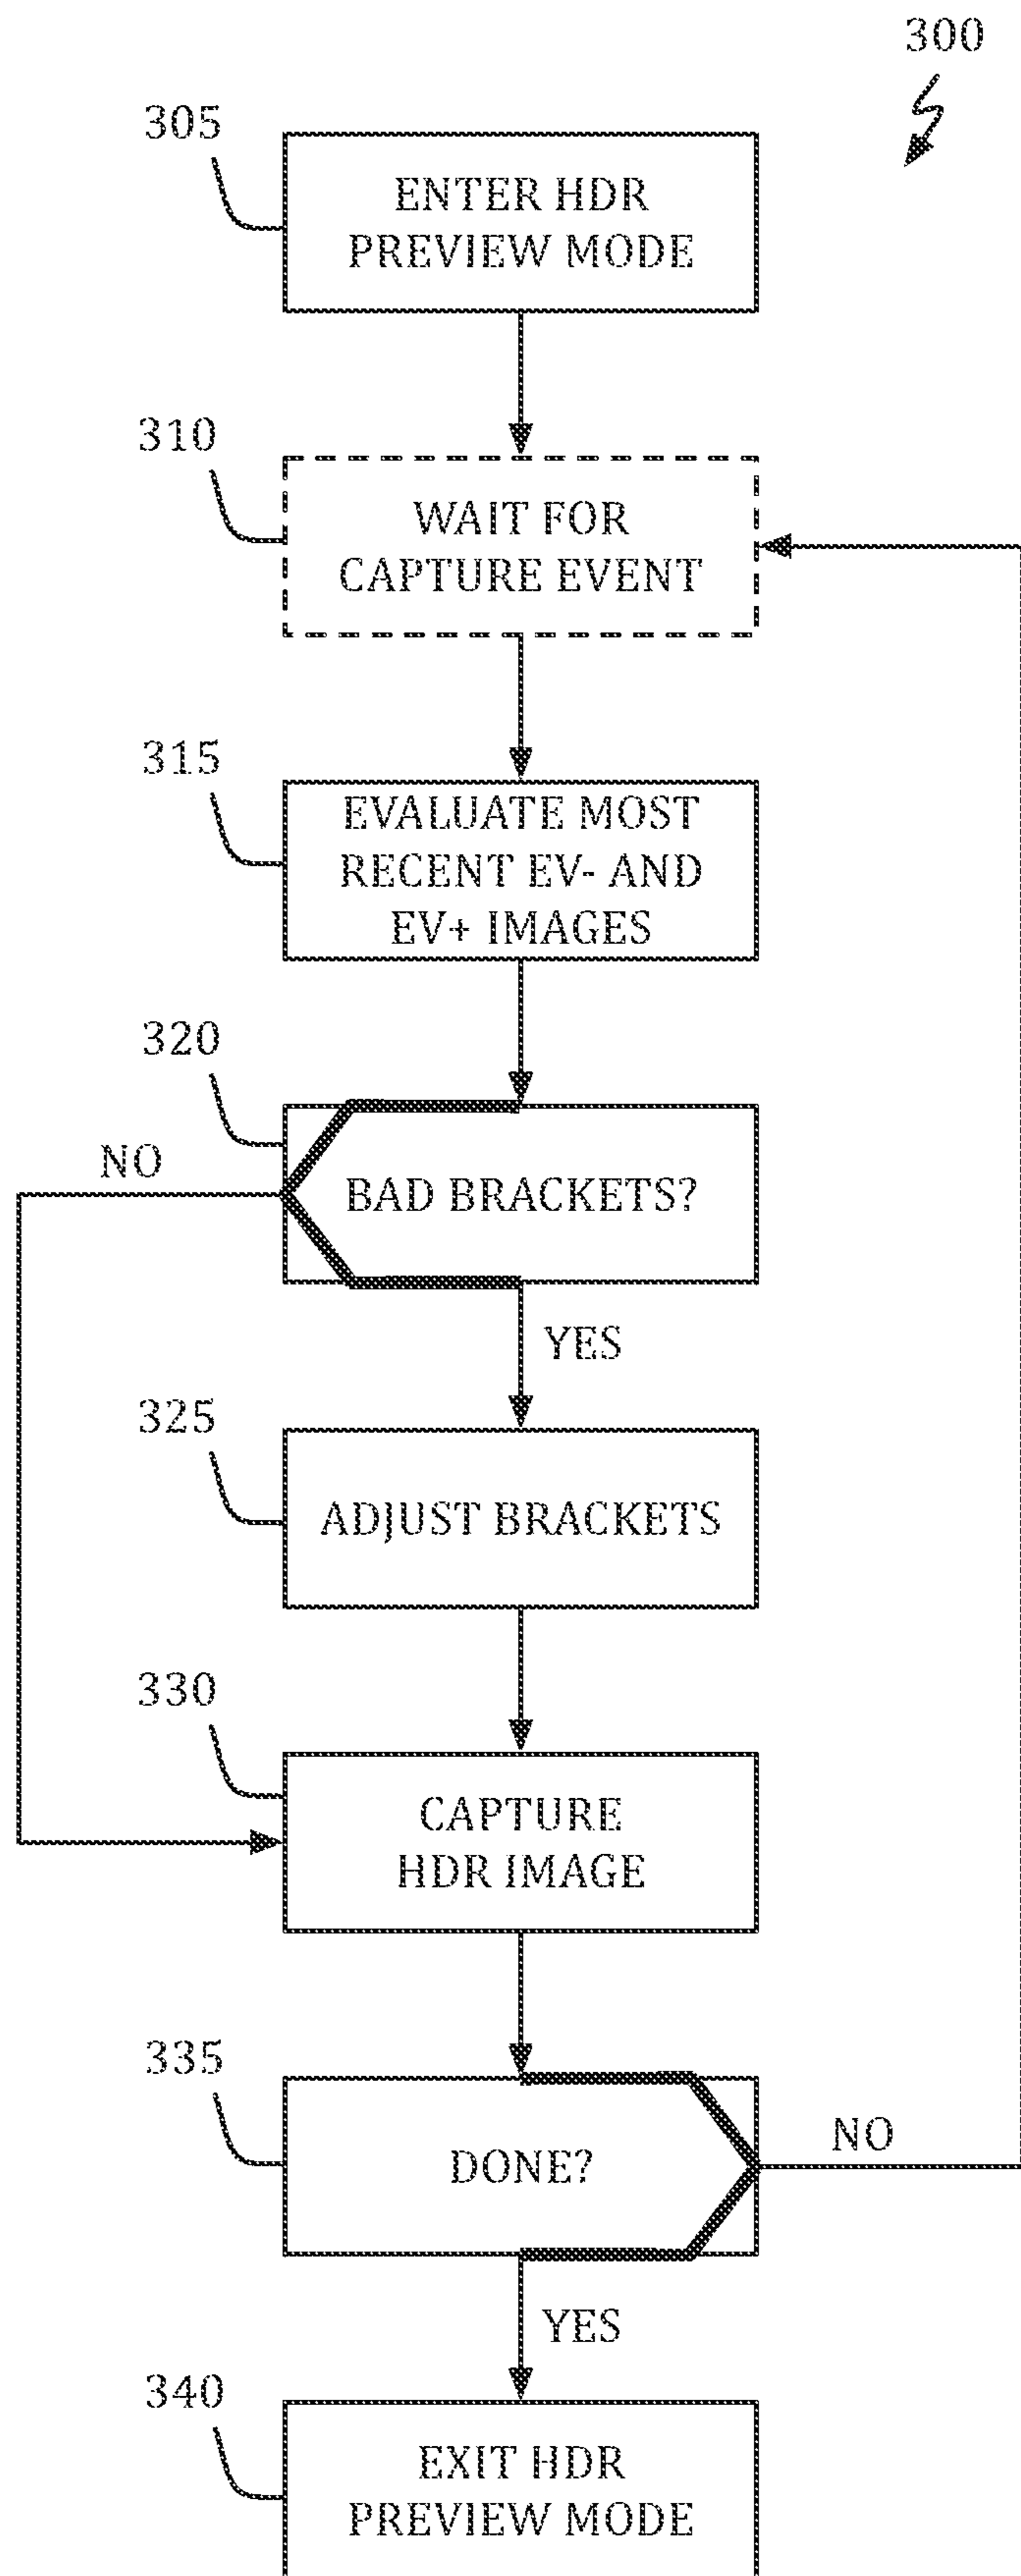 300
305
ENTER HDR
PREVIEW MODE
310
WAIT FOR
CAPTURE EVENT
315
EVALUATE MOST
RECENT EV- AND
EV+ IMAGES
320
NO
BAD BRACKETS?
YES
325
ADJUST BRACKETS
330
CAPTURE
HDR IMAGE
335
DONE?
NO
YES
340
EXIT HDR
PREVIEW MODE